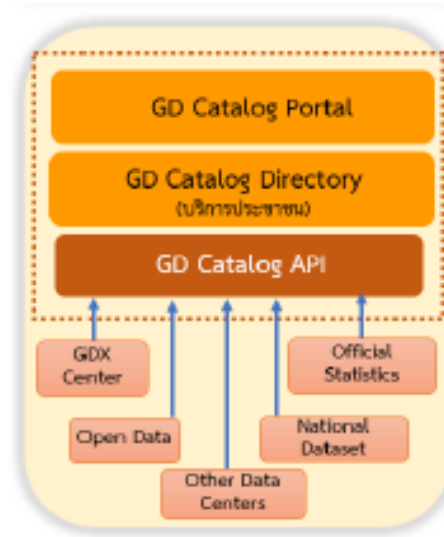 GD Catalog Portal
GD Catalog Directory
(บริการประชาชน)
GD Catalog API
GDX
Center
Official
Statistics
Open Data
National
Dataset
Other Data
Centers